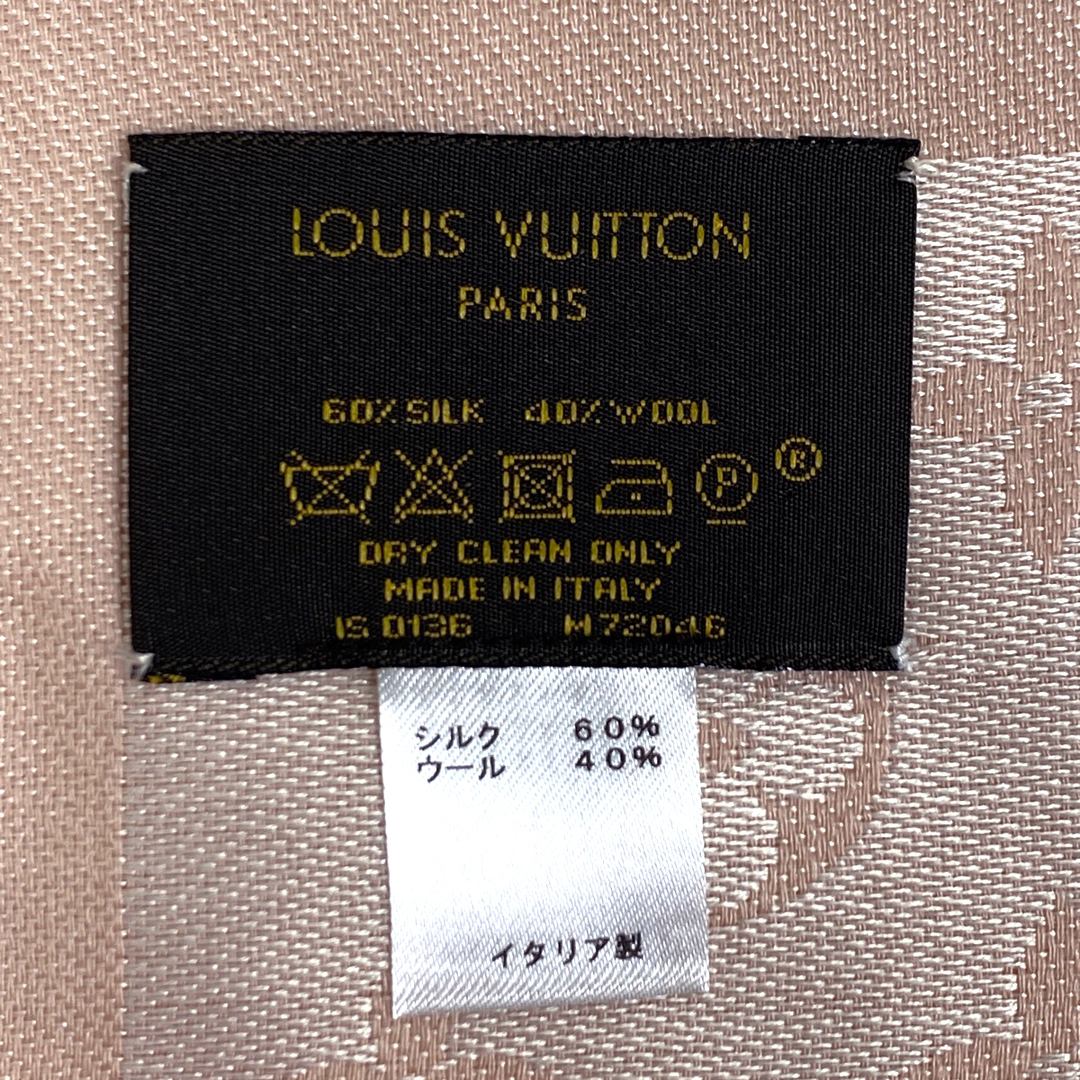 LOUIS VUITTON
PARIS
60% SILK 40% WOOL
P ®
DRY CLEAN ONLY
MADE IN ITALY
IS 0136 M72046
シルク 60%
ウール 40%
イタリア製